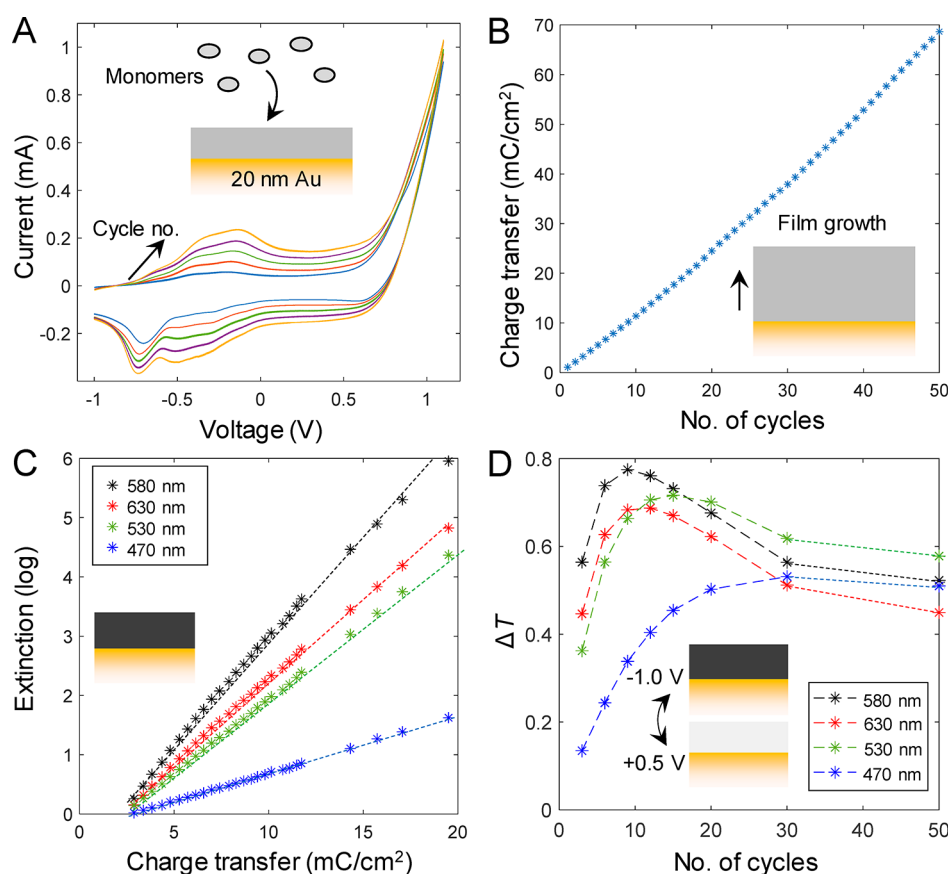 A
Monomers
20 nm Au
Cycle no.
Current (mA)
1
0.8
0.6
0.4
0.2
0
-0.2
-1
-0.5
0
0.5
1
Voltage (V)
B
Charge transfer (mC/cm²)
70
60
50
40
30
20
10
0
Film growth
0
10
20
30
40
50
No. of cycles
C
Extinction (log)
6
5
4
3
2
1
0
580 nm
630 nm
530 nm
470 nm
0
5
10
15
20
Charge transfer (mC/cm²)
D
ΔT
0.8
0.6
0.4
0.2
0.0
-1.0 V
+0.5 V
580 nm
630 nm
530 nm
470 nm
0
10
20
30
40
50
No. of cycles